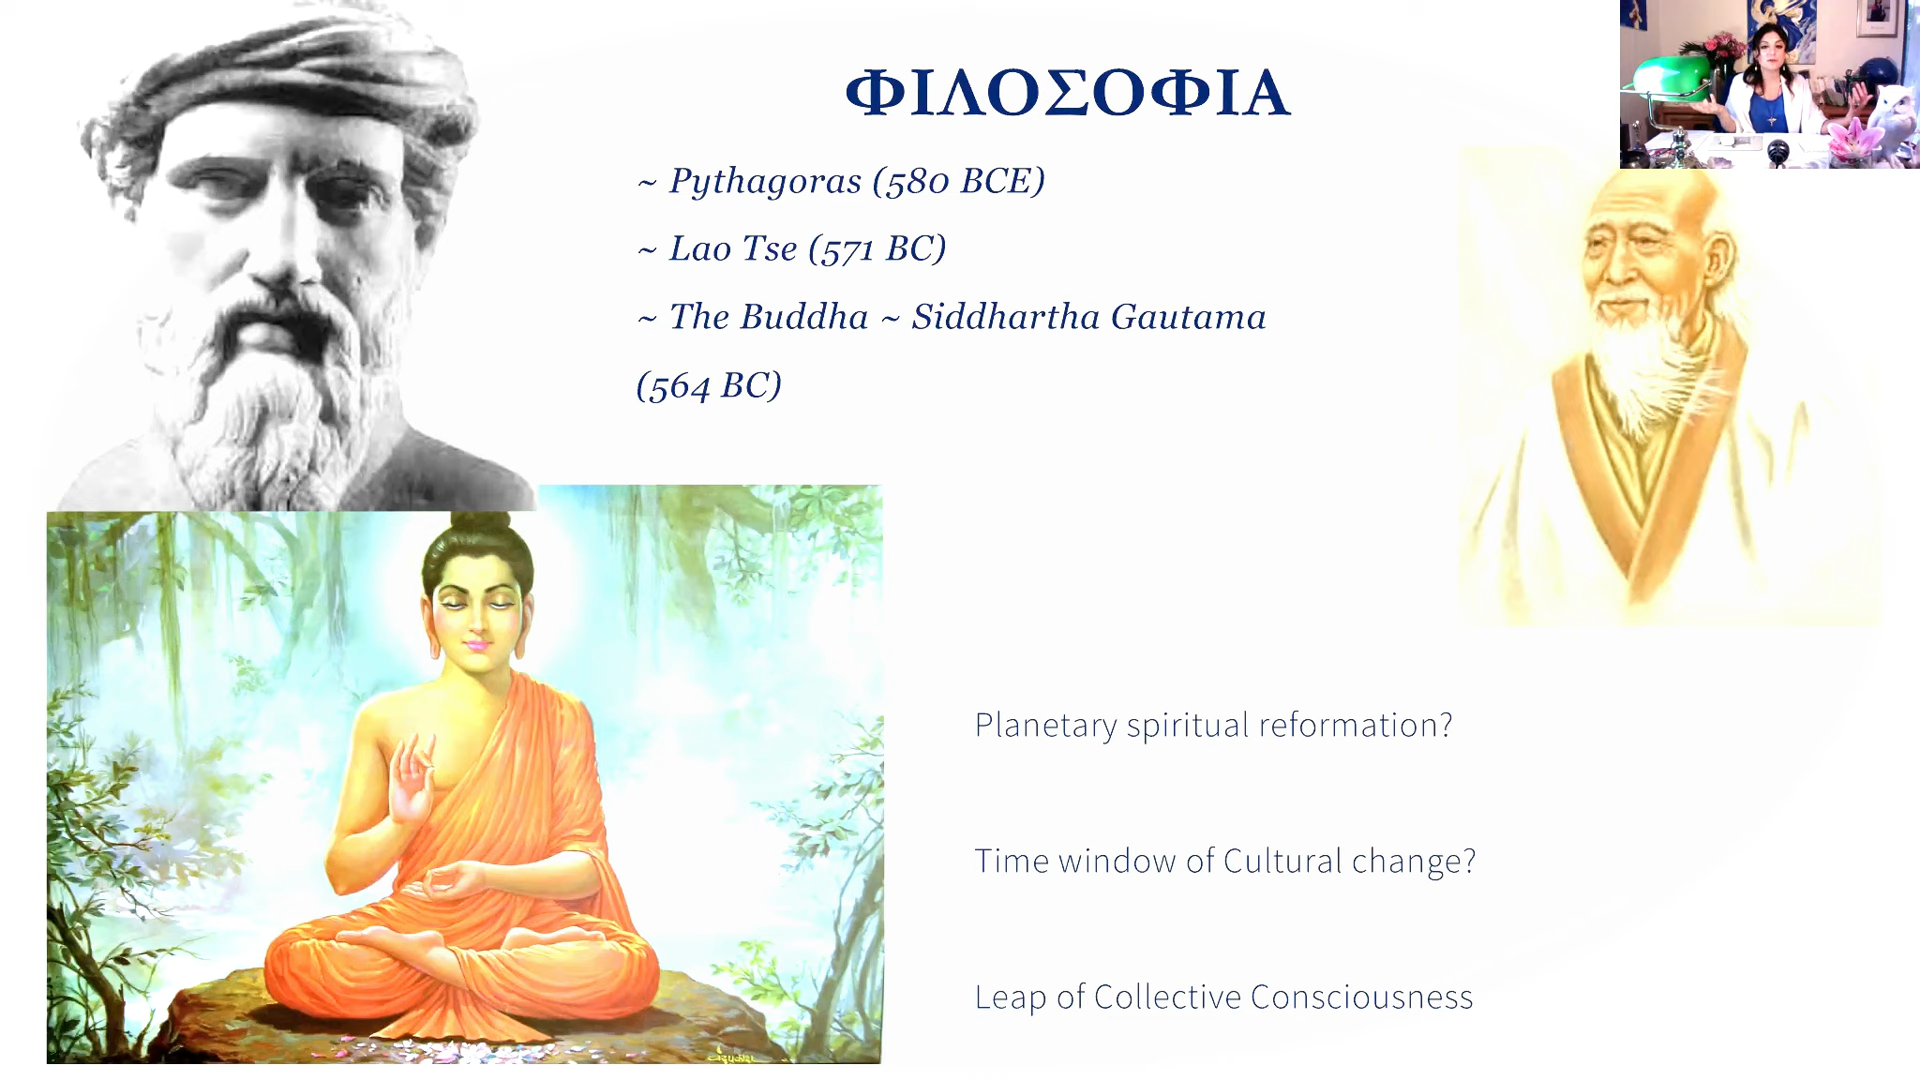 ΦΙΛΟΣΟΦΙΑ
~ Pythagoras (580 BCE)
~ Lao Tse (571 BC)
~ The Buddha ~ Siddhartha Gautama
(564 BC)
Planetary spiritual reformation?
Time window of Cultural change?
Leap of Collective Consciousness